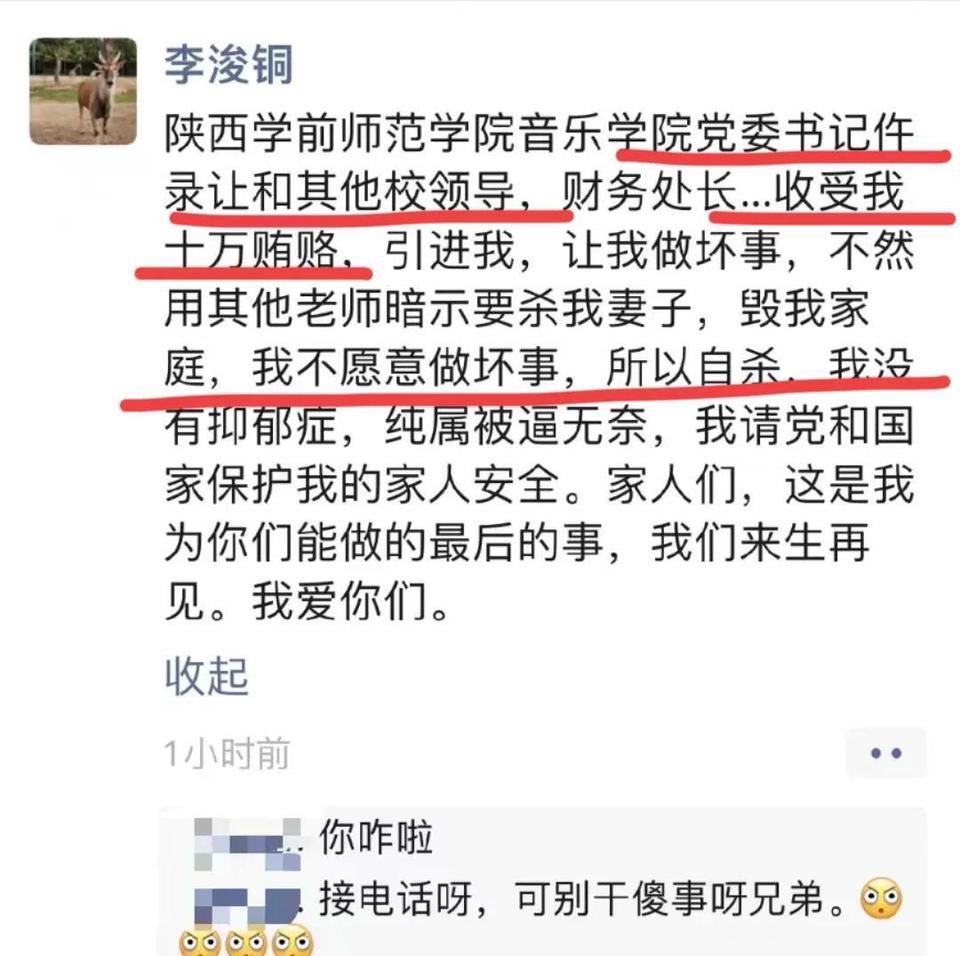 李浚铜
陕西学前师范学院音乐学院党委书记仵
录让和其他校领导，财务处长...收受我
十万贿赂，引进我，让我做坏事，不然
用其他老师暗示要杀我妻子，毁我家
庭，我不愿意做坏事，所以自杀，我没
有抑郁症，纯属被逼无奈，我请党和国
家保护我的家人安全。家人们，这是我
为你们能做的最后的事，我们来生再
见。我爱你们。
收起
1小时前
你咋啦
接电话呀，可别干傻事呀兄弟。